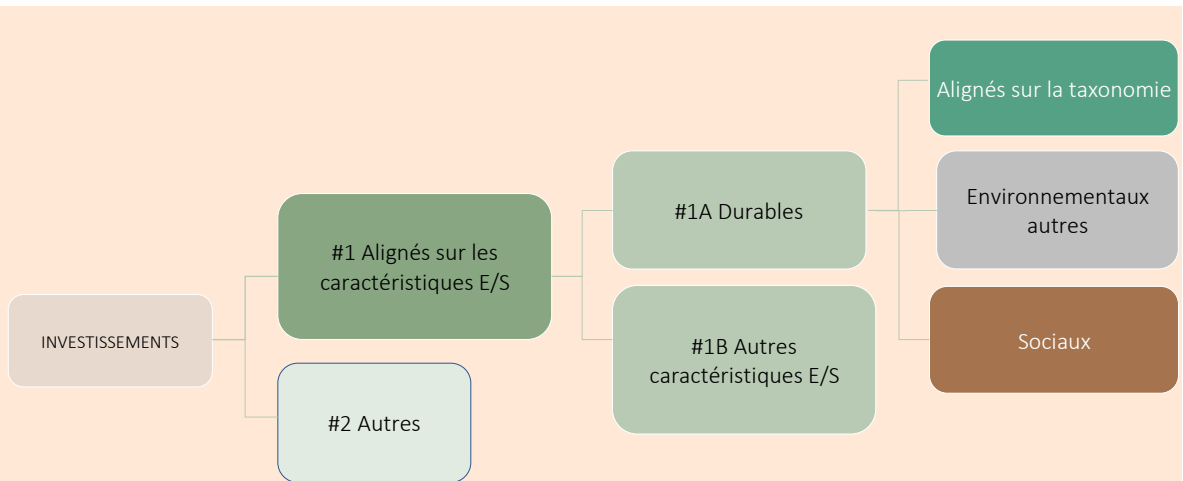 INVESTISSEMENTS
#1 Alignés sur les
caractéristiques E/S
#2 Autres
#1A Durables
#1B Autres
caractéristiques E/S
Alignés sur la taxonomie
Environnementaux
autres
Sociaux